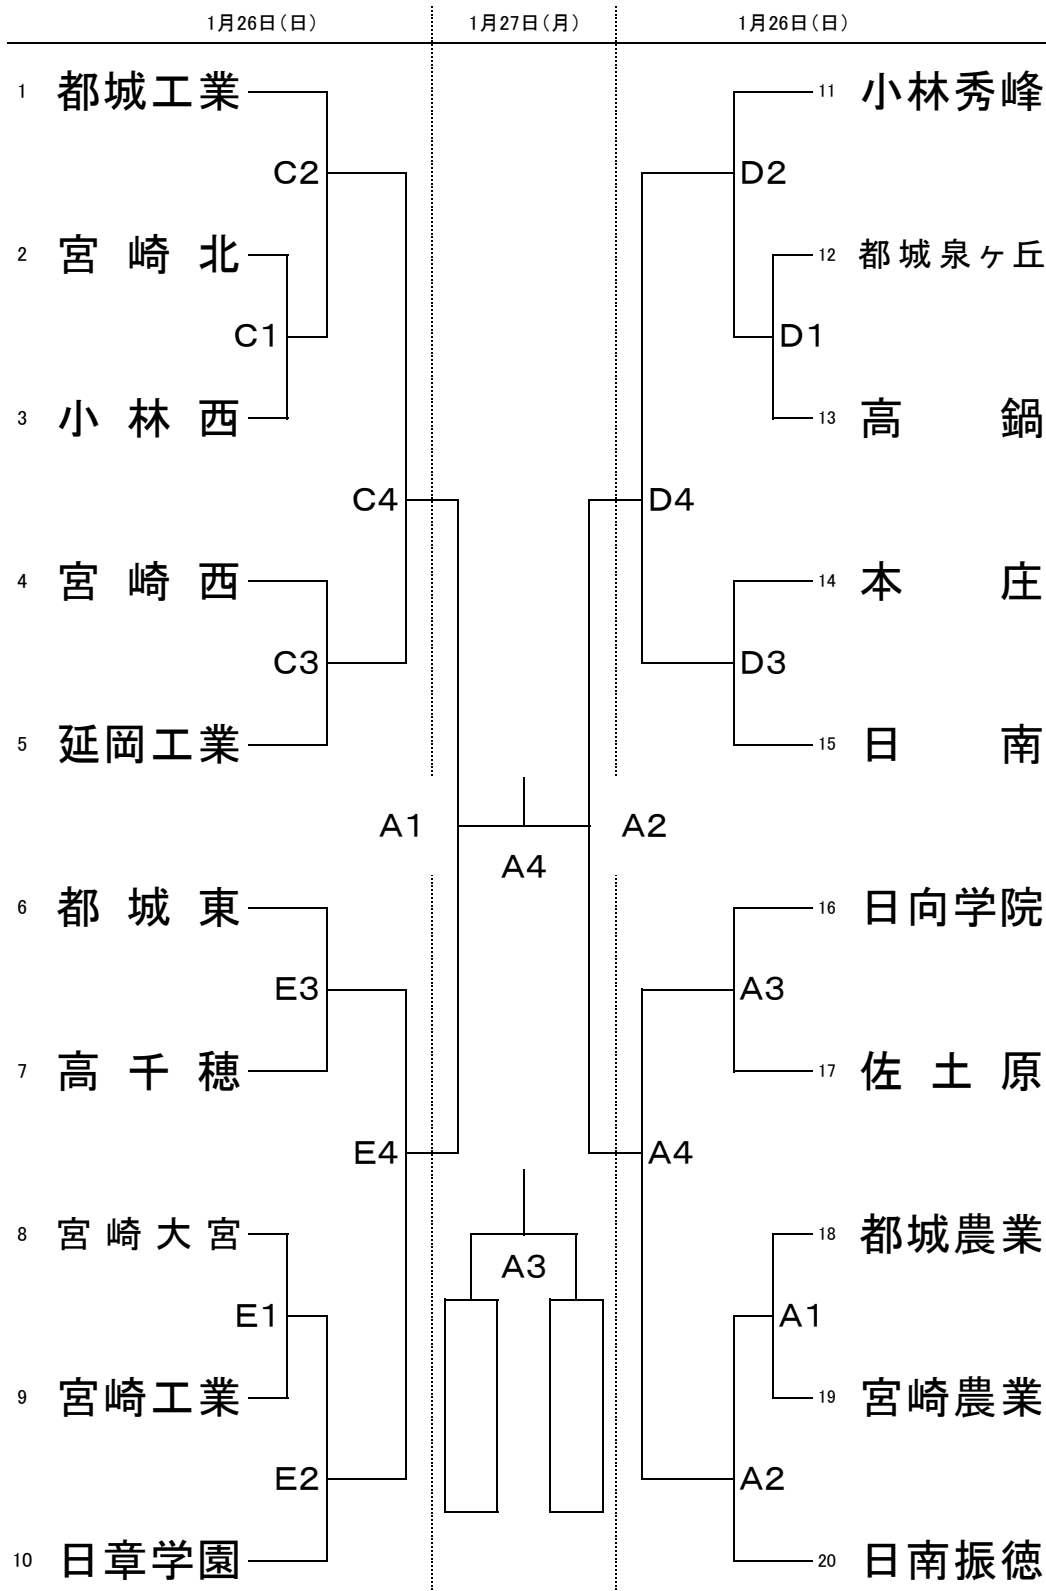 1月26日（日） 1月27日（月） 1月26日（日）
1 都城工業 11 小林秀峰
C2 D2
2 宮崎北 12 都城泉ヶ丘
C1 D1
3 小林西 13 高鍋
C4 D4
4 宮崎西 14 本庄
C3 D3
5 延岡工業 15 日南
A1 A2
A4
6 都城東 16 日向学院
E3 A3
7 高千穂 17 佐土原
E4 A4
8 宮崎大宮 18 都城農業
A3
E1 A1
9 宮崎工業 19 宮崎農業
E2 A2
10 日章学園 20 日南振徳